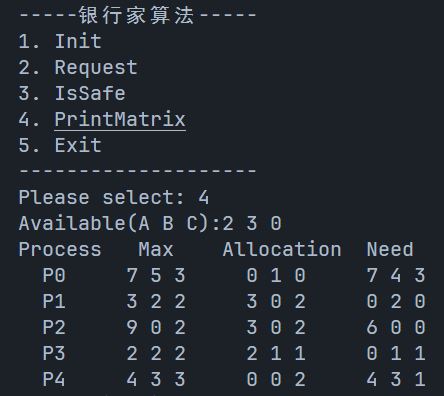 -----银行家算法-----
1. Init
2. Request
3. IsSafe
4. PrintMatrix
5. Exit
--------------------
Please select: 4
Available(A B C):2 3 0
Process   Max    Allocation  Need
  P0     7 5 3     0 1 0     7 4 3
  P1     3 2 2     3 0 2     0 2 0
  P2     9 0 2     3 0 2     6 0 0
  P3     2 2 2     2 1 1     0 1 1
  P4     4 3 3     0 0 2     4 3 1